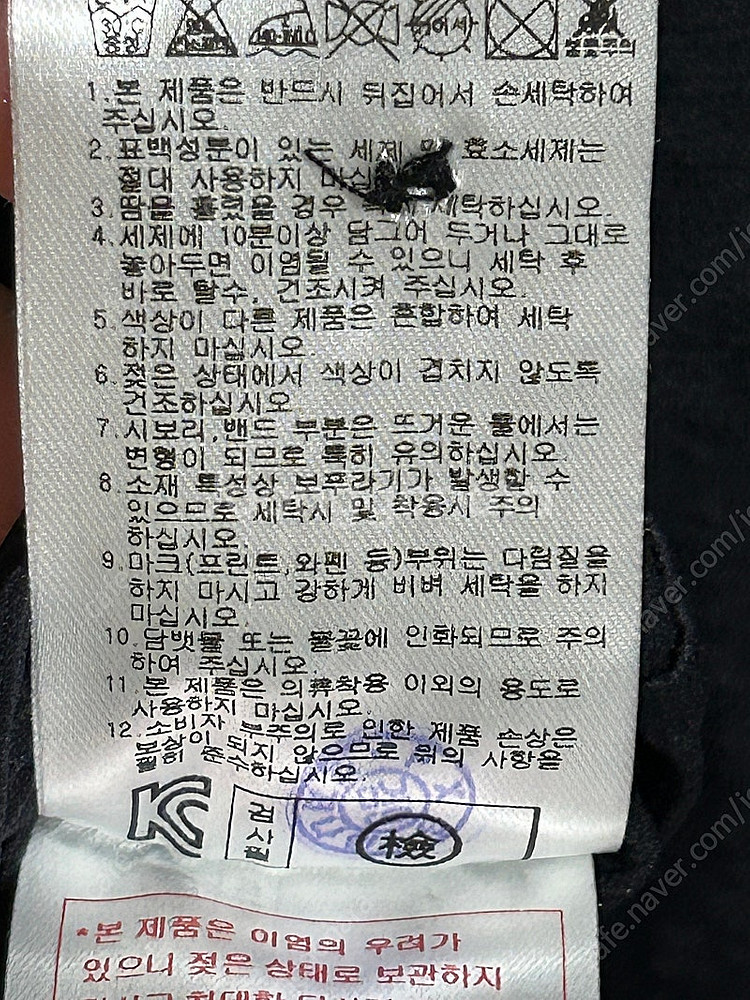 중성
1. 본 제품은 반드시 뒤집어서 손세탁하여
주십시오.
2. 표백성분이 있는 세제 및 효소세제는
절대 사용하지 마십
3. 땀을 흘렸을 경우 세탁하십시오.
4. 세제에 10분이상 담그어 두거나 그대로
놓아두면 이염될 수 있으니 세탁 후
바로 탈수, 건조시켜 주십시오.
5. 색상이 다른 제품은 혼합하여 세탁
하지 마십시오.
6. 젖은 상태에서 색상이 겹치지 않도록
건조하십시오.
7. 시보리,밴드 부분은 뜨거운 물에서는
변형이 되므로 특히 유의하십시오.
8. 소재 특성상 보푸라기가 발생할 수
있으므로 세탁시 및 착용시 주의
하십시오.
9. 마크(프린트,와펜 등)부위는 다림질을
하지 마시고 강하게 비벼 세탁을 하지
마십시오.
10. 담뱃불 또는 불꽃에 인화되므로 주의
하여 주십시오.
11. 본 제품은 의류착용 이외의 용도로
사용하지 마십시오.
12. 소비자 부주의로 인한 제품 손상은
보상이 되지 않으므로 위의 사항을
필히 준수하십시오.
KC
검사필
檢
*본 제품은 이염의 우려가
있으니 젖은 상태로 보관하지